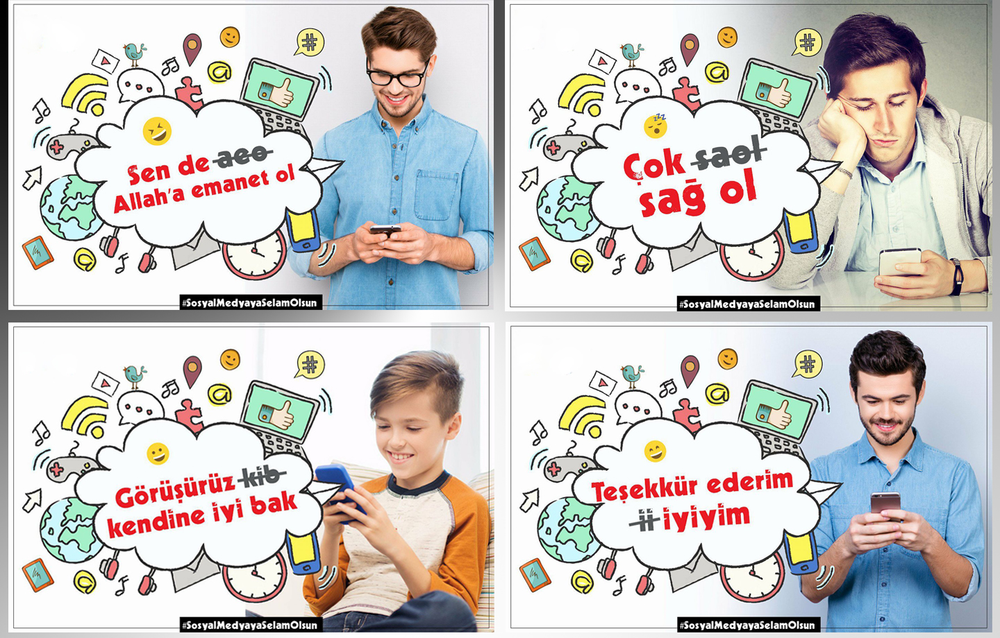 Sen de aeo
Allah'a emanet ol
#SosyalMedyayaSelamOlsun
Çok saol
sağ ol
#SosyalMedyayaSelamOlsun
Görüşürüz kib
kendine iyi bak
#SosyalMedyayaSelamOlsun
Teşekkür ederim
ii iyiyim
#SosyalMedyayaSelamOlsun